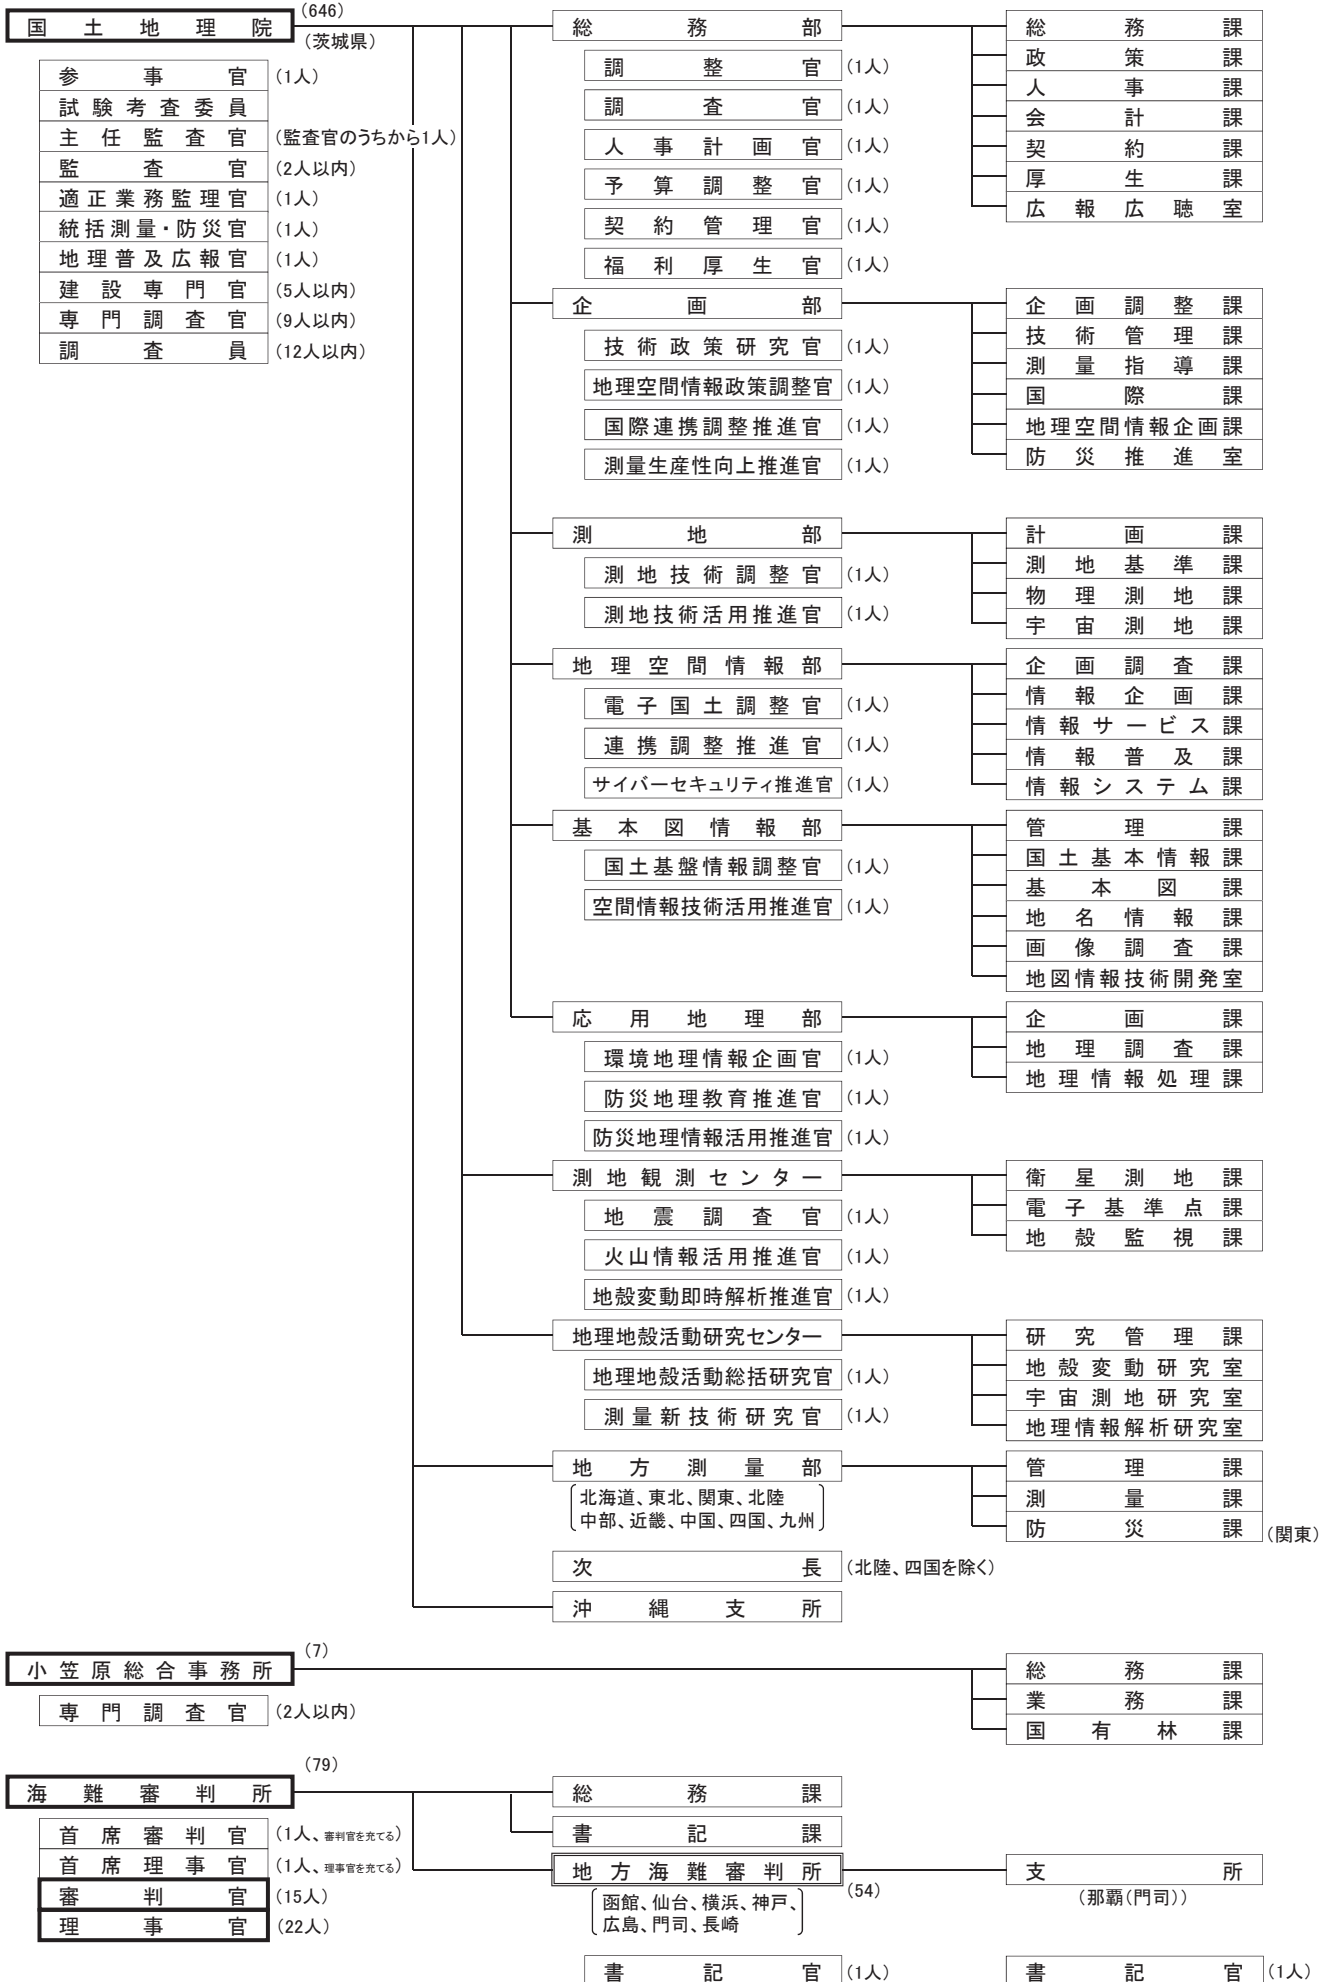 国土地理院 (646)
(茨城県)
参事官 (1人)
試験考査委員
主任監査官 (監査官のうちから1人)
監査官 (2人以内)
適正業務監理官 (1人)
統括測量・防災官 (1人)
地理普及広報官 (1人)
建設専門官 (5人以内)
専門調査官 (9人以内)
調査員 (12人以内)
総務部
調整官 (1人)
調査官 (1人)
人事計画官 (1人)
予算調整官 (1人)
契約管理官 (1人)
福利厚生官 (1人)
総務課
政策課
人事課
会計課
契約課
厚生課
広報広聴室
企画部
技術政策研究官 (1人)
地理空間情報政策調整官 (1人)
国際連携調整推進官 (1人)
測量生産性向上推進官 (1人)
企画調整課
技術管理課
測量指導課
国際課
地理空間情報企画課
防災推進室
測地部
測地技術調整官 (1人)
測地技術活用推進官 (1人)
計画課
測地基準課
物理測地課
宇宙測地課
地理空間情報部
電子国土調整官 (1人)
連携調整推進官 (1人)
サイバーセキュリティ推進官 (1人)
企画調査課
情報企画課
情報サービス課
情報普及課
情報システム課
基本図情報部
国土基盤情報調整官 (1人)
空間情報技術活用推進官 (1人)
管理課
国土基本情報課
基本図課
地名情報課
画像調査課
地図情報技術開発室
応用地理部
環境地理情報企画官 (1人)
防災地理教育推進官 (1人)
防災地理情報活用推進官 (1人)
企画課
地理調査課
地理情報処理課
測地観測センター
地震調査官 (1人)
火山情報活用推進官 (1人)
地殻変動即時解析推進官 (1人)
衛星測地課
電子基準点課
地殻監視課
地理地殻活動研究センター
地理地殻活動総括研究官 (1人)
測量新技術研究官 (1人)
研究管理課
地殻変動研究室
宇宙測地研究室
地理情報解析研究室
地方測量部
北海道、東北、関東、北陸
中部、近畿、中国、四国、九州
管理課
測量課
防災課 (関東)
次長 (北陸、四国を除く)
沖縄支所
小笠原総合事務所 (7)
専門調査官 (2人以内)
総務課
業務課
国有林課
海難審判所 (79)
首席審判官 (1人、審判官を充てる)
首席理事官 (1人、理事官を充てる)
審判官 (15人)
理事官 (22人)
総務課
書記課
地方海難審判所 (54)
函館、仙台、横浜、神戸、
広島、門司、長崎
支所
(那覇(門司))
書記官 (1人)
書記官 (1人)